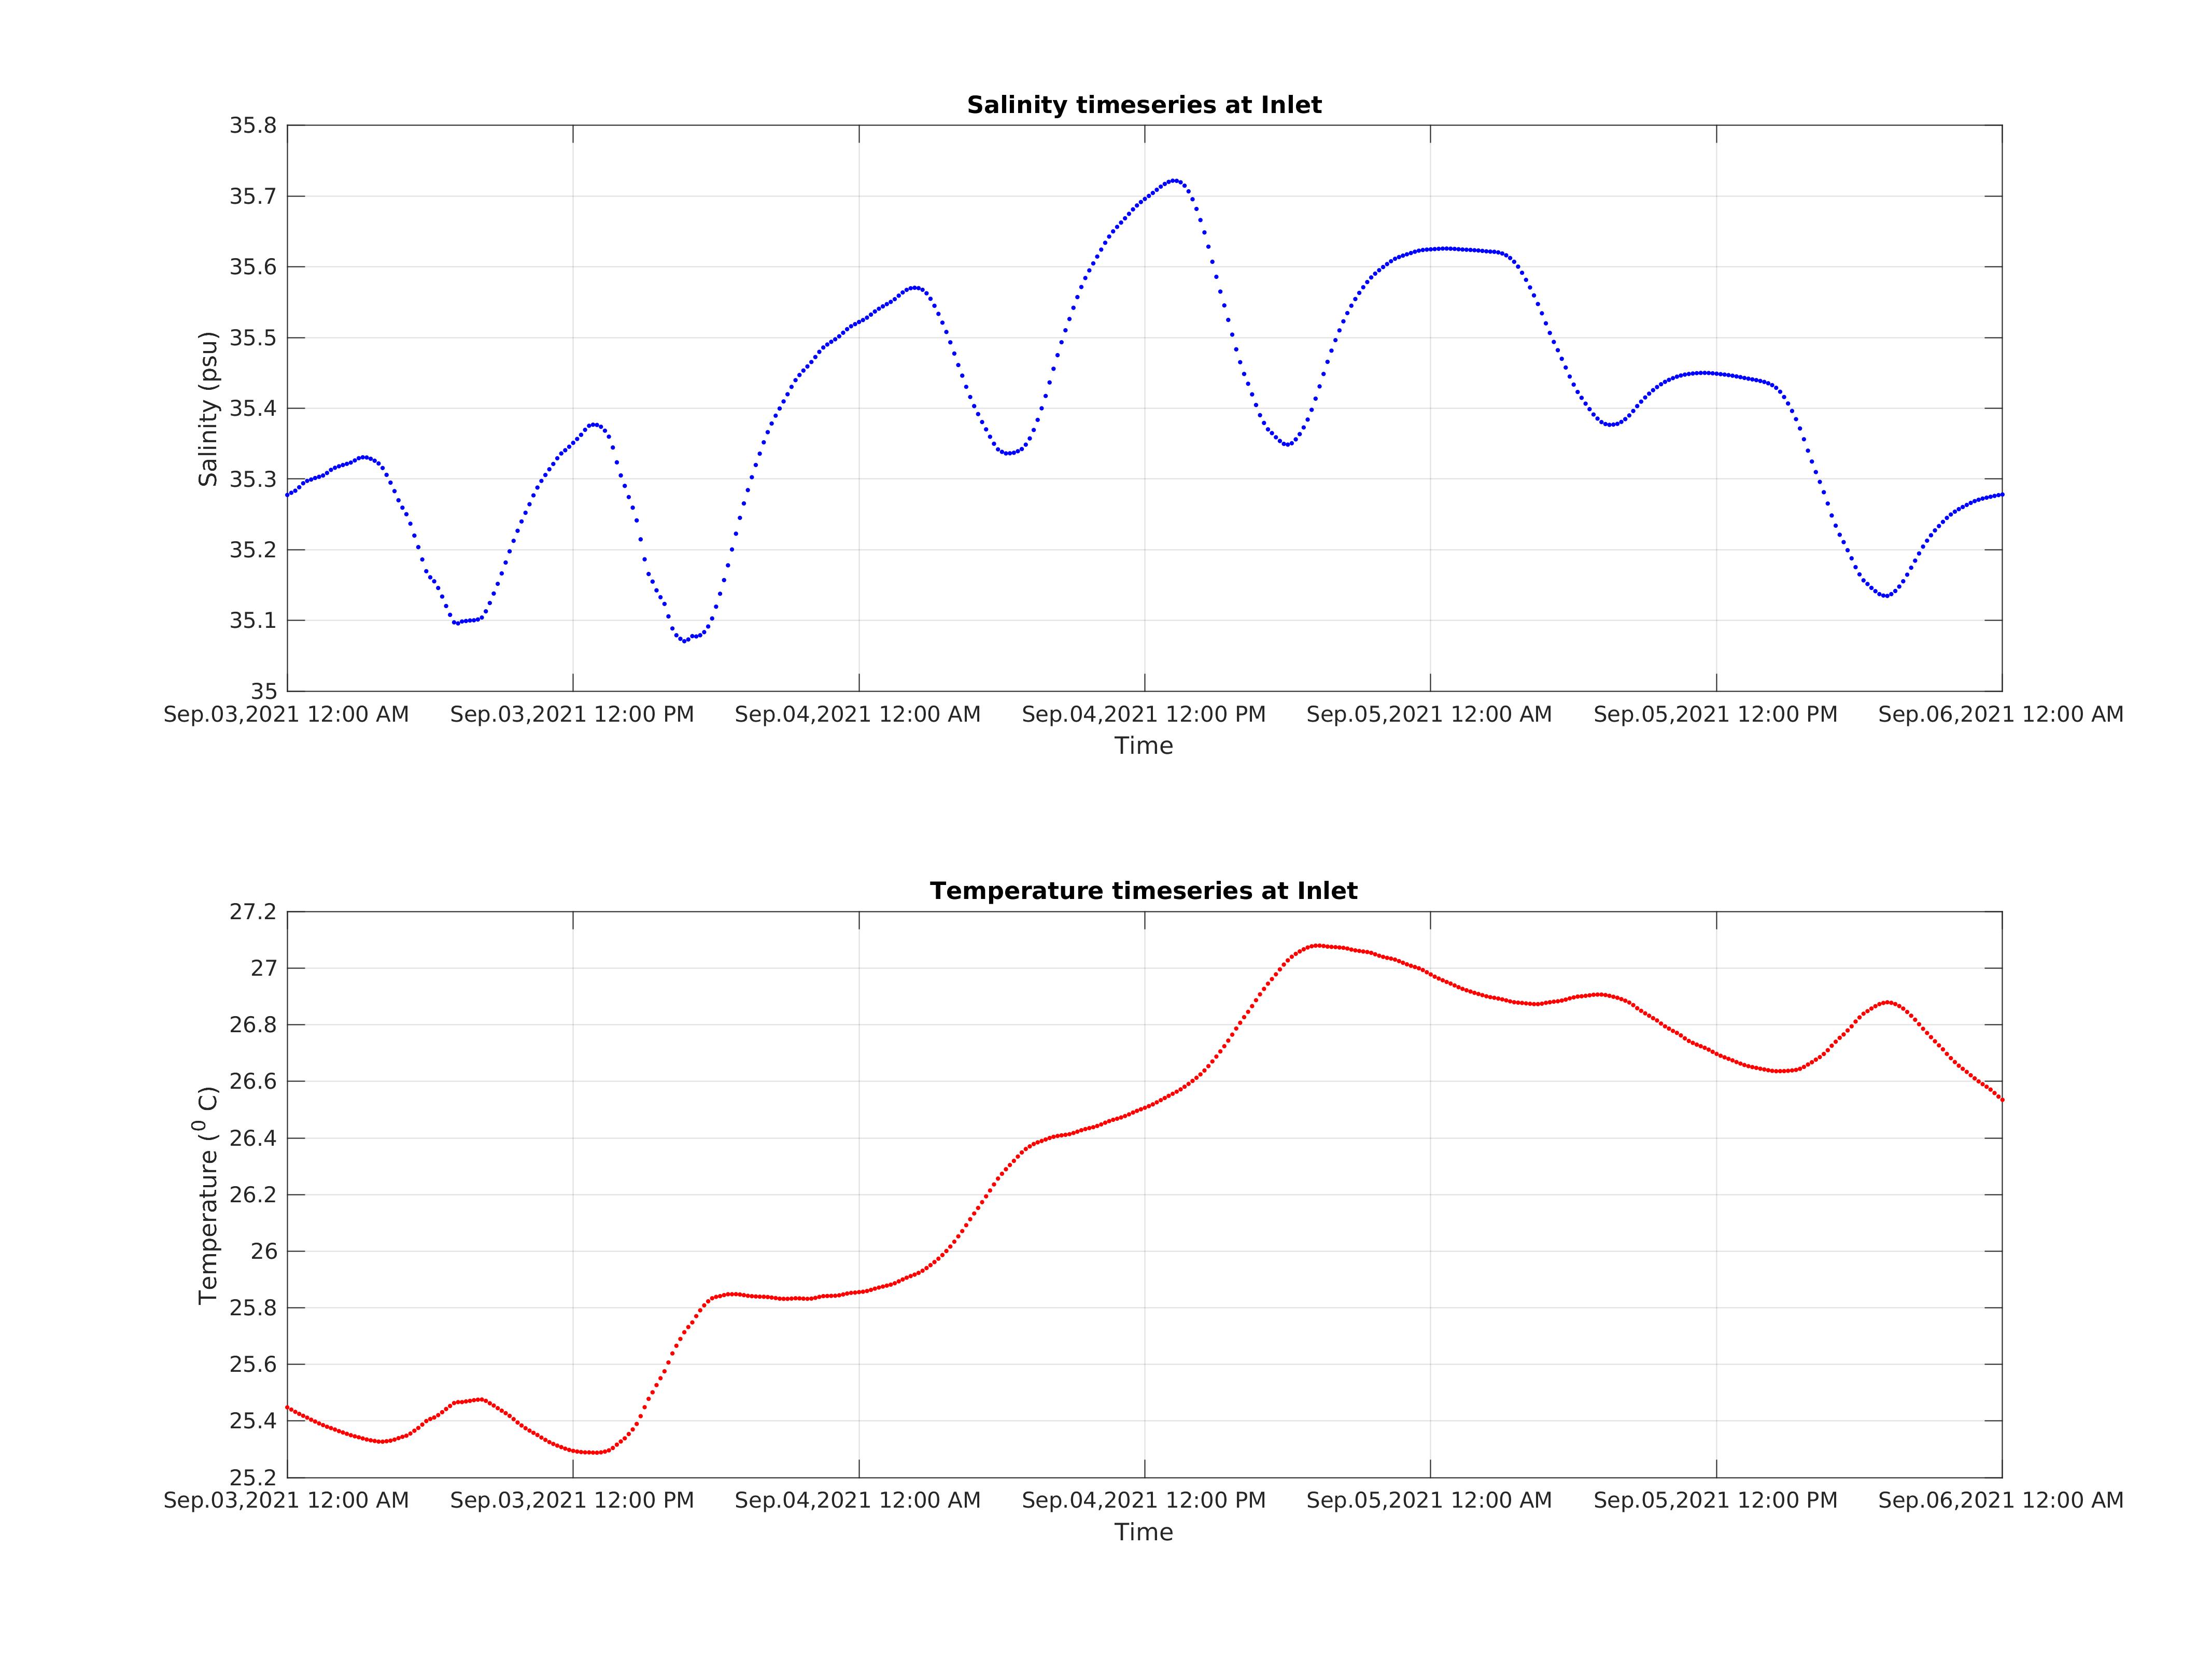 Salinity timeseries at Inlet
35.8
35.7
35.6
35.5
35.4
35.3
35.2
35.1
35
Salinity (psu)
Sep.03,2021 12:00 AM Sep.03,2021 12:00 PM Sep.04,2021 12:00 AM Sep.04,2021 12:00 PM Sep.05,2021 12:00 AM Sep.05,2021 12:00 PM Sep.06,2021 12:00 AM
Time
Temperature timeseries at Inlet
27.2
27
26.8
26.6
26.4
26.2
26
25.8
25.6
25.4
25.2
Temperature (⁰ C)
Sep.03,2021 12:00 AM Sep.03,2021 12:00 PM Sep.04,2021 12:00 AM Sep.04,2021 12:00 PM Sep.05,2021 12:00 AM Sep.05,2021 12:00 PM Sep.06,2021 12:00 AM
Time